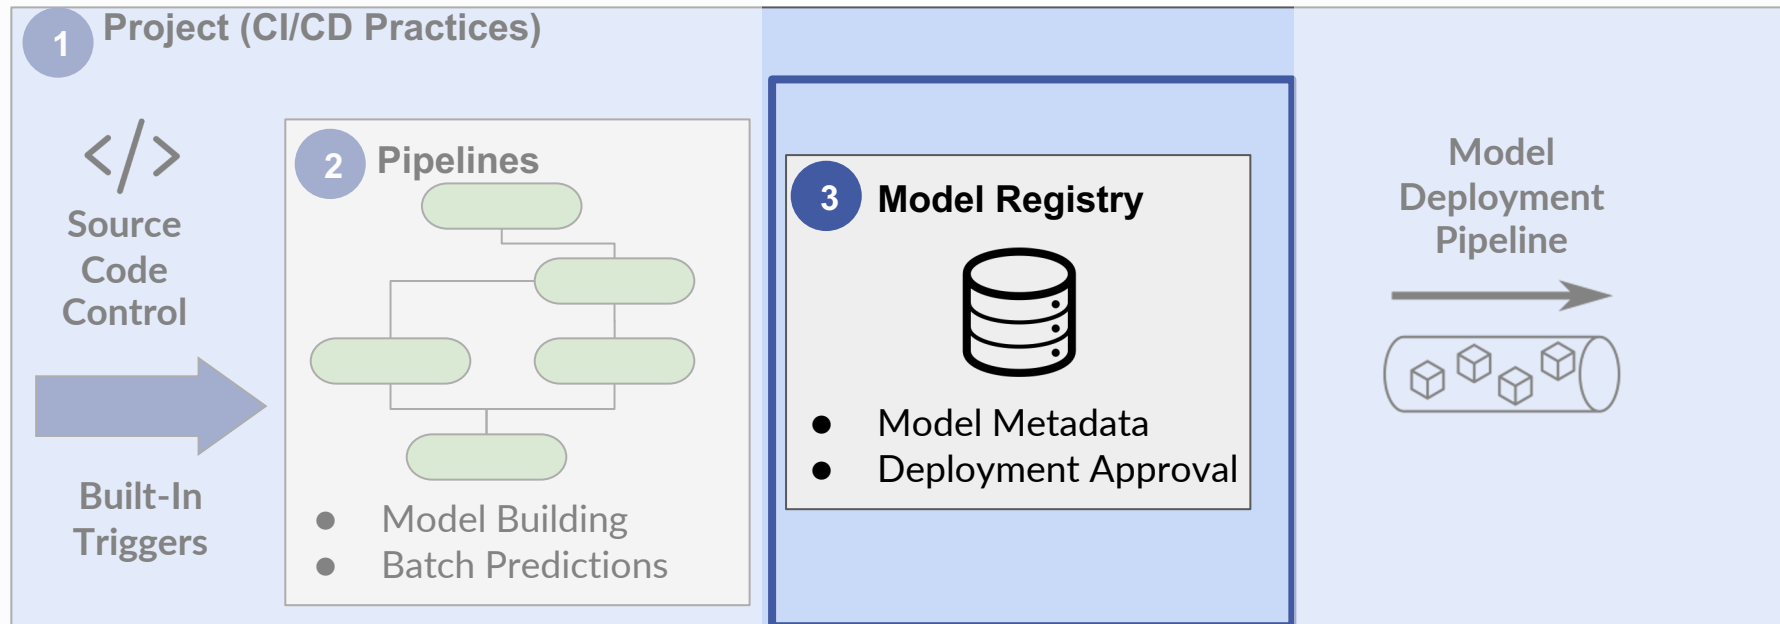 1
Project (CI/CD Practices)
</>
Source
Code
Control
Built-In
Triggers
2
Pipelines
● Model Building
● Batch Predictions
3
Model Registry
● Model Metadata
● Deployment Approval
Model
Deployment
Pipeline